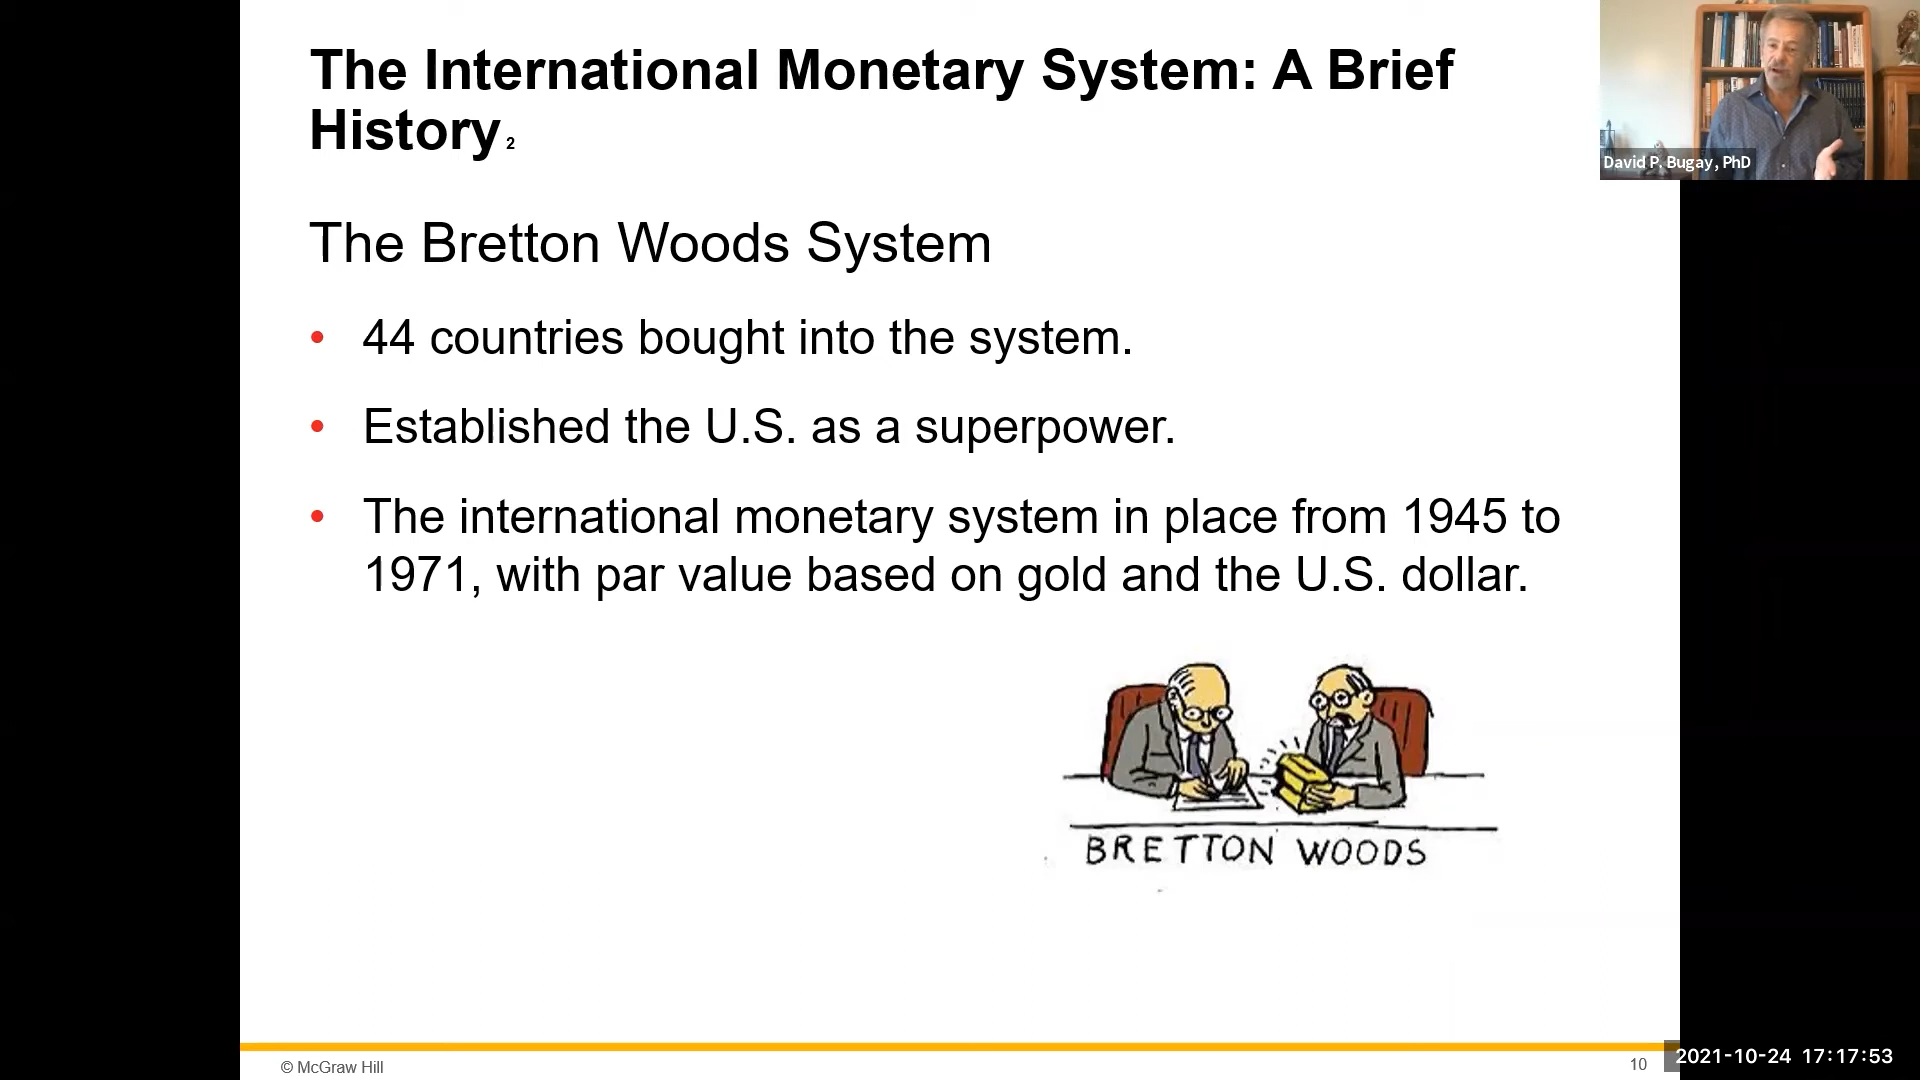 The International Monetary System: A Brief
History 2
David P. Bugay, PhD
The Bretton Woods System
• 44 countries bought into the system.
• Established the U.S. as a superpower.
• The international monetary system in place from 1945 to
1971, with par value based on gold and the U.S. dollar.
BRETTON WOODS
© McGraw Hill
10
2021-10-24 17:17:53